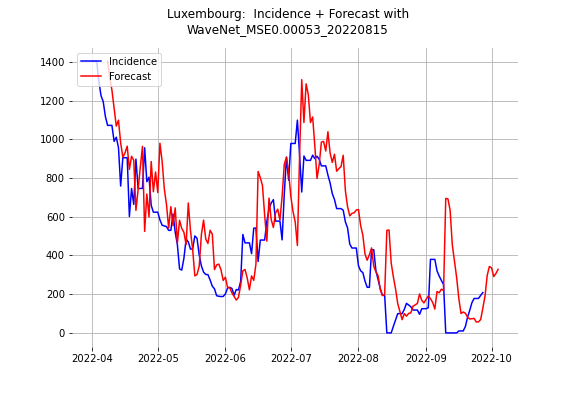 Luxembourg:  Incidence + Forecast with
WaveNet_MSE0.00053_20220815
Incidence
Forecast
1400
1200
1000
800
600
400
200
0
2022-04 2022-05 2022-06 2022-07 2022-08 2022-09 2022-10